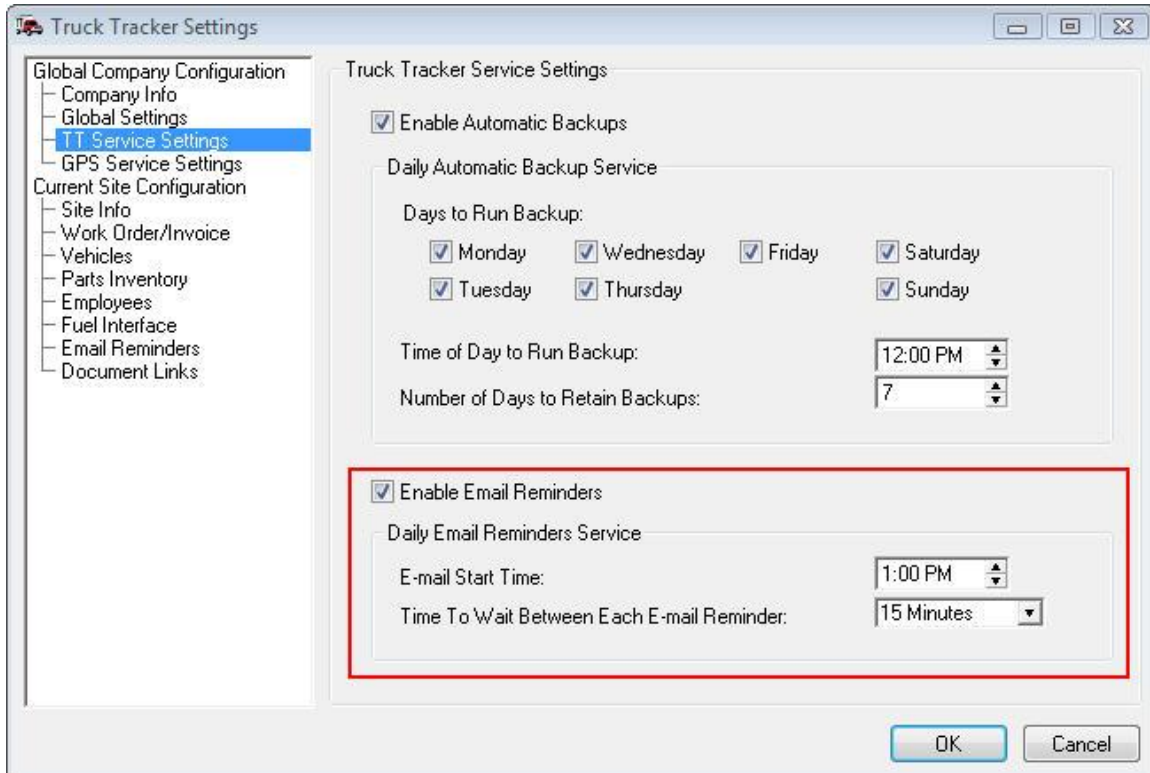 Truck Tracker Settings
Global Company Configuration
Company Info
Global Settings
TT Service Settings
GPS Service Settings
Current Site Configuration
Site Info
Work Order/Invoice
Vehicles
Parts Inventory
Employees
Fuel Interface
Email Reminders
Document Links
Truck Tracker Service Settings
Enable Automatic Backups
Daily Automatic Backup Service
Days to Run Backup:
Monday Wednesday Friday Saturday
Tuesday Thursday Sunday
Time of Day to Run Backup: 12:00 PM
Number of Days to Retain Backups: 7
Enable Email Reminders
Daily Email Reminders Service
E-mail Start Time: 1:00 PM
Time To Wait Between Each E-mail Reminder: 15 Minutes
OK Cancel